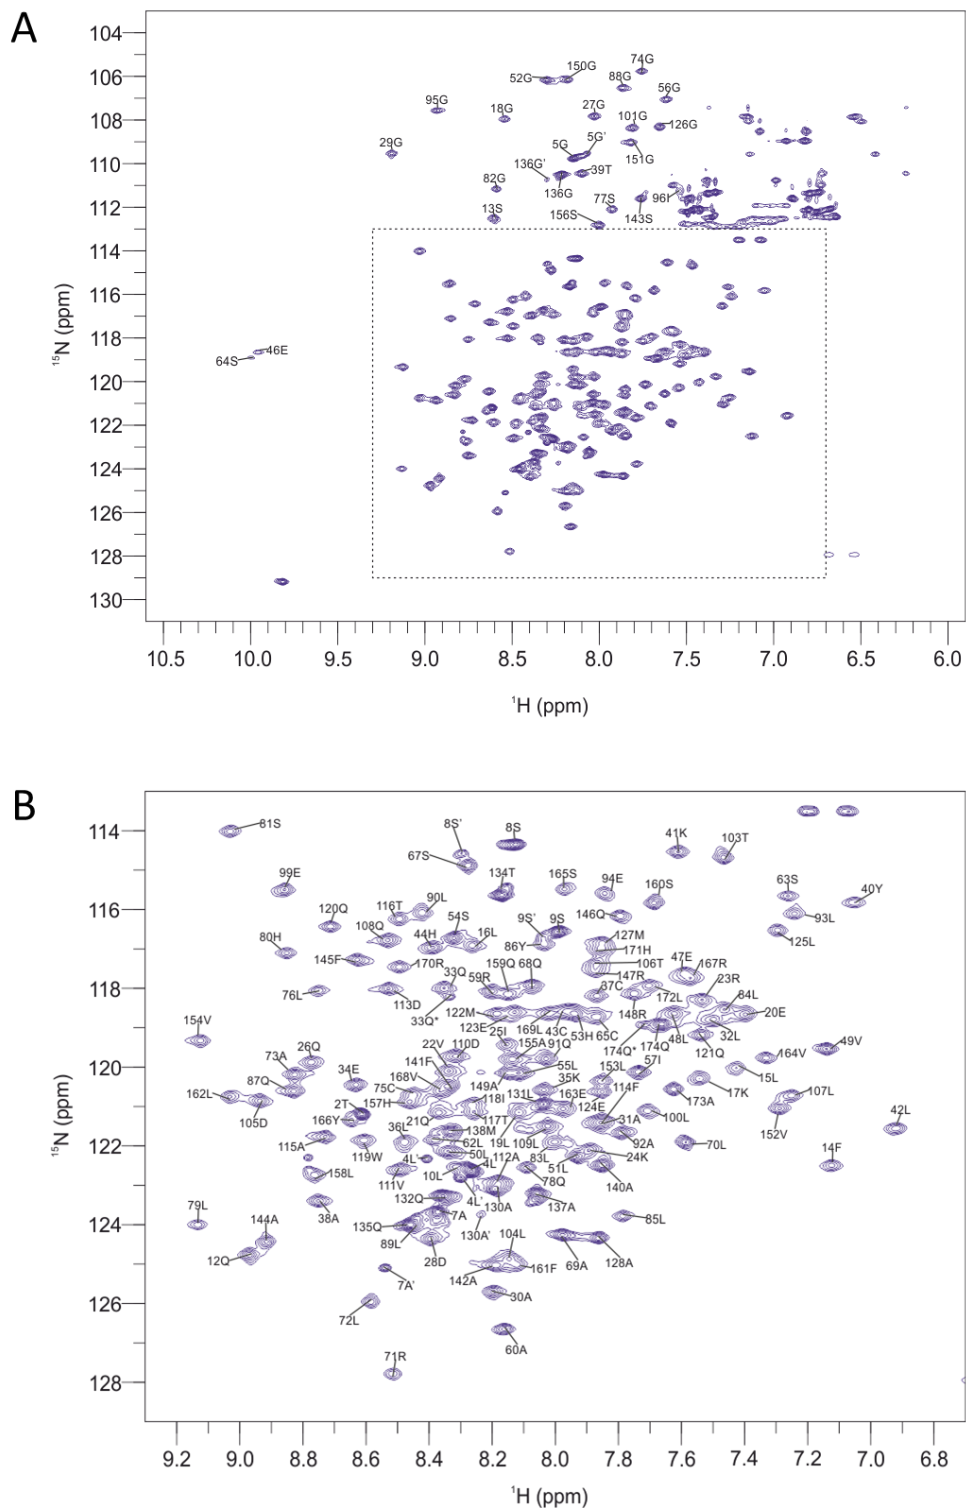 A
104
106
108
110
112
114
116
118
120
122
124
126
128
130
15N (ppm)
74G
52G
150G
88G
56G
95G
18G
27G
101G
126G
5G
5G'
29G
151G
136G'
39T
136G
82G
77S
96I
13S
156S
143S
46E
64S
10.5 10.0 9.5 9.0 8.5 8.0 7.5 7.0 6.5 6.0
1H (ppm)
B
114
116
118
120
122
124
126
128
15N (ppm)
81S
8S'
8S
41K
103T
67S
99E
134T
165S
94E
160S
63S
40Y
120Q
116T
90L
54S
9S'
9S
146Q
93L
108Q
44H
16L
86Y
127M
125L
80H
171H
145F
170R
33Q
159Q
68Q
106T
47E
167R
59R
147R
23R
76L
113D
37C
172L
84L
33Q*
122M
148R
20E
123E
169L
43C
53H
65C
174Q*
174Q
48L
32L
154V
25I
121Q
49V
26Q
22V
110D
155A
91Q
57I
73A
141F
153L
164V
87Q
34E
168V
149A
55L
15L
162L
75C
118I
131L
35K
114F
17K
107L
2T
157H
163E
173A
105D
166Y
21Q
117T
124E
100L
36L
138M
19L
31A
152V
42L
115A
62L
109L
92A
119W
4L'
50L
83L
24K
70L
14F
10L
4L
112A
51L
158L
111V
78Q
140A
4L'
38A
132Q
130A
137A
79L
7A
135Q
130A'
85L
144A
89L
104L
12Q
28D
69A
128A
142A
161F
7A'
30A
72L
60A
71R
9.2 9.0 8.8 8.6 8.4 8.2 8.0 7.8 7.6 7.4 7.2 7.0 6.8
1H (ppm)